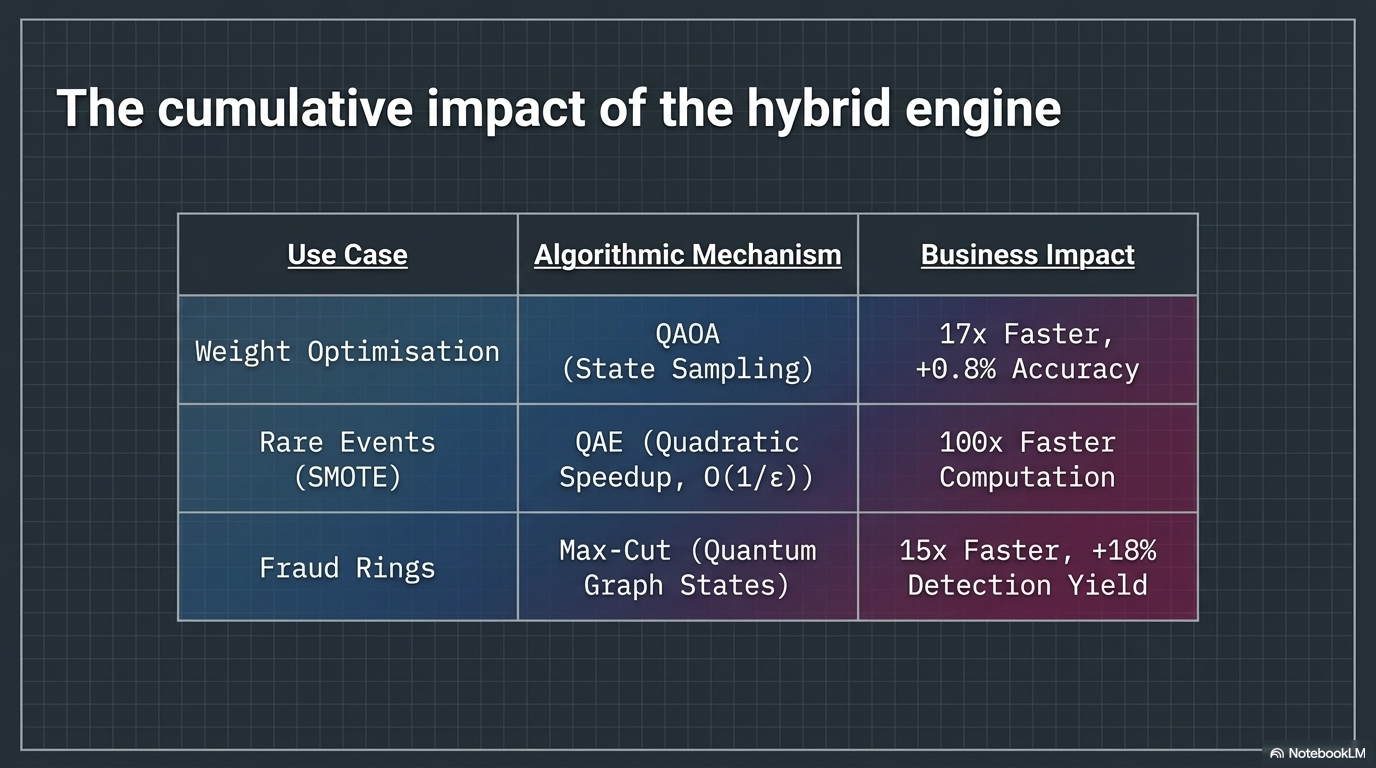 The cumulative impact of the hybrid engine
Use Case
Algorithmic Mechanism
Business Impact
Weight Optimisation
QAOA
(State Sampling)
17x Faster,
+0.8% Accuracy
Rare Events
(SMOTE)
QAE (Quadratic
Speedup, O(1/ε))
100x Faster
Computation
Fraud Rings
Max-Cut (Quantum
Graph States)
15x Faster, +18%
Detection Yield
NotebookLM